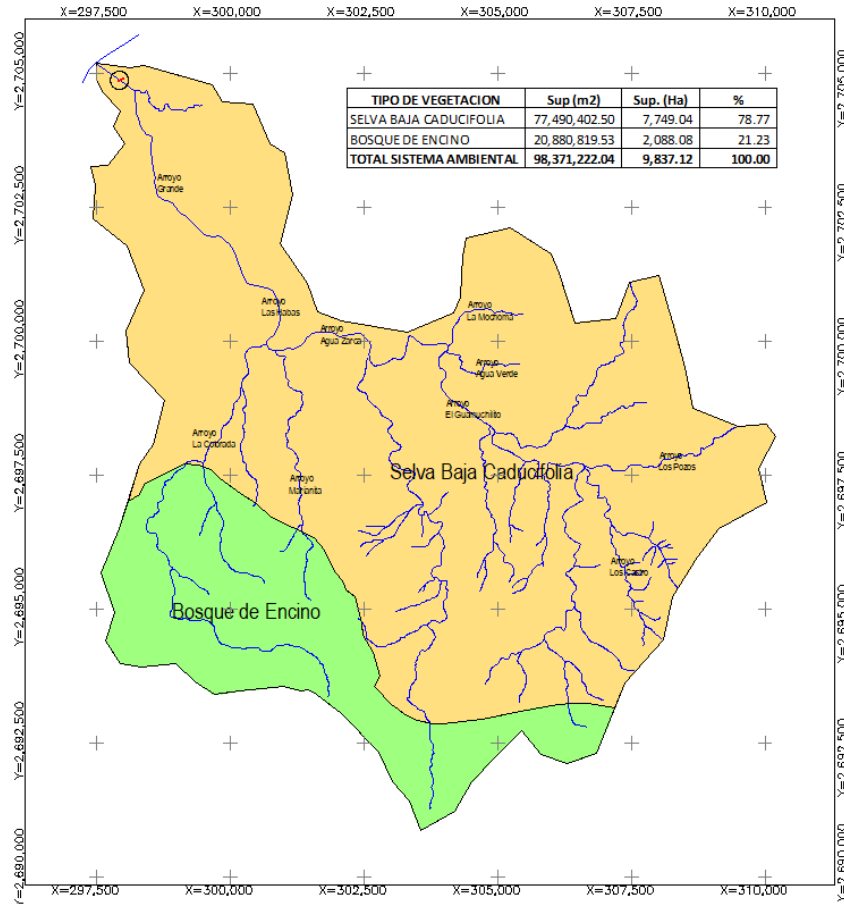 X=297,500 X=300,000 X=302,500 X=305,000 X=307,500 X=310,000
Y=2,705,000
Y=2,705,000
TIPO DE VEGETACION Sup (m2) Sup. (Ha) %
SELVA BAJA CADUCIFOLIA 77,490,402.50 7,749.04 78.77
BOSQUE DE ENCINO 20,880,819.53 2,088.08 21.23
TOTAL SISTEMA AMBIENTAL 98,371,222.04 9,837.12 100.00
Arroyo
Grande
Y=2,702,500
Y=2,702,500
Arroyo
Las Habas
Arroyo
La Mochoma
Arroyo
Agua Zarca
Y=2,700,000
Y=2,700,000
Arroyo
Agua Verde
Arroyo
El Guamuchilito
Arroyo
La Colorada
Arroyo
Los Pozos
Selva Baja Caducifolia
Arroyo
Marianita
Y=2,697,500
Y=2,697,500
Arroyo
Los Castro
Bosque de Encino
Y=2,695,000
Y=2,695,000
Y=2,692,500
Y=2,692,500
Y=2,690,000
Y=2,690,000
X=297,500 X=300,000 X=302,500 X=305,000 X=307,500 X=310,000